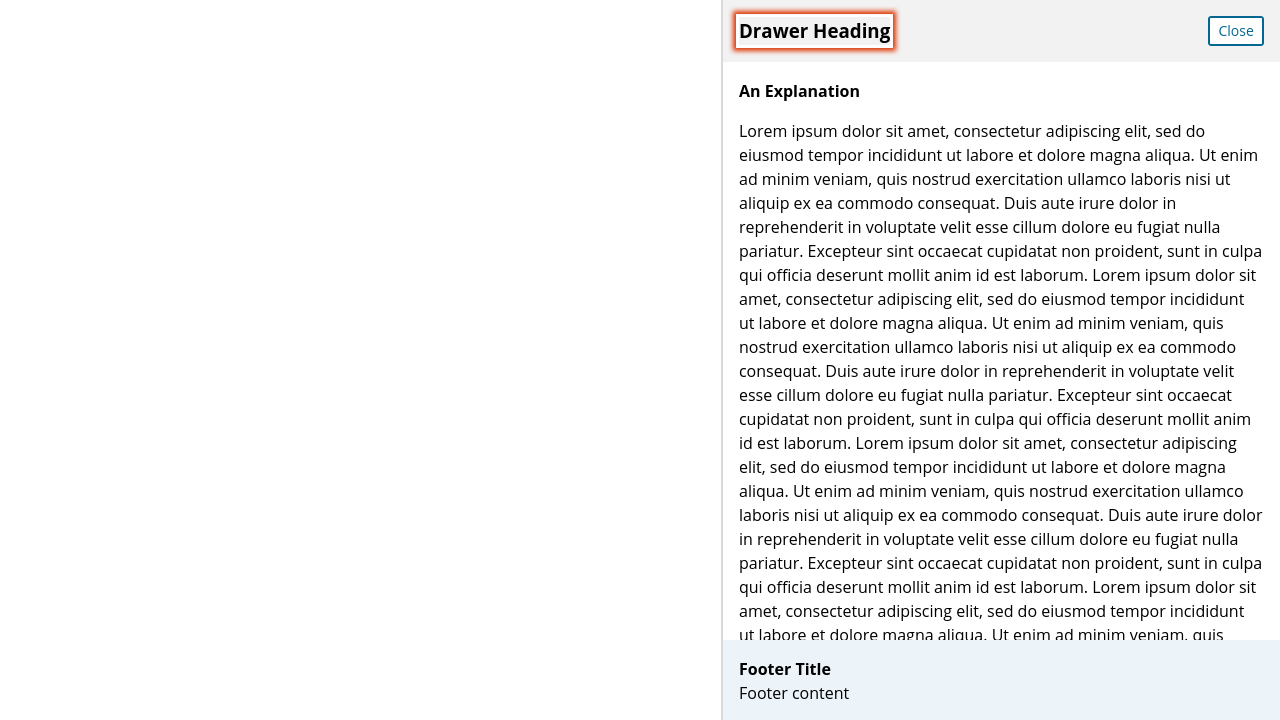 Drawer Heading
Close
An Explanation
Lorem ipsum dolor sit amet, consectetur adipiscing elit, sed do
eiusmod tempor incididunt ut labore et dolore magna aliqua. Ut enim
ad minim veniam, quis nostrud exercitation ullamco laboris nisi ut
aliquip ex ea commodo consequat. Duis aute irure dolor in
reprehenderit in voluptate velit esse cillum dolore eu fugiat nulla
pariatur. Excepteur sint occaecat cupidatat non proident, sunt in culpa
qui officia deserunt mollit anim id est laborum. Lorem ipsum dolor sit
amet, consectetur adipiscing elit, sed do eiusmod tempor incididunt
ut labore et dolore magna aliqua. Ut enim ad minim veniam, quis
nostrud exercitation ullamco laboris nisi ut aliquip ex ea commodo
consequat. Duis aute irure dolor in reprehenderit in voluptate velit
esse cillum dolore eu fugiat nulla pariatur. Excepteur sint occaecat
cupidatat non proident, sunt in culpa qui officia deserunt mollit anim
id est laborum. Lorem ipsum dolor sit amet, consectetur adipiscing
elit, sed do eiusmod tempor incididunt ut labore et dolore magna
aliqua. Ut enim ad minim veniam, quis nostrud exercitation ullamco
laboris nisi ut aliquip ex ea commodo consequat. Duis aute irure dolor
in reprehenderit in voluptate velit esse cillum dolore eu fugiat nulla
pariatur. Excepteur sint occaecat cupidatat non proident, sunt in culpa
qui officia deserunt mollit anim id est laborum. Lorem ipsum dolor sit
amet, consectetur adipiscing elit, sed do eiusmod tempor incididunt
ut labore et dolore magna aliqua. Ut enim ad minim veniam, quis
Footer Title
Footer content